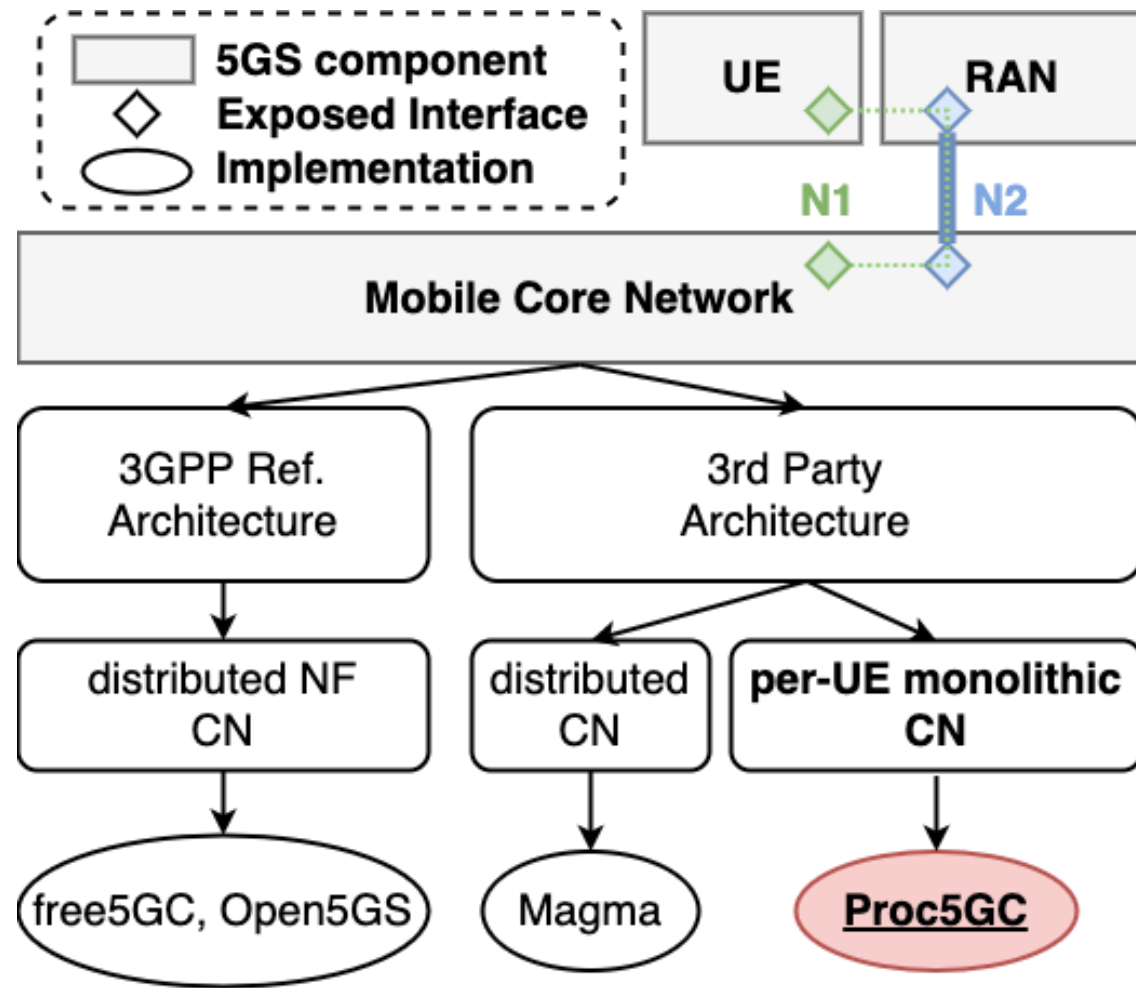 5GS component
Exposed Interface
Implementation
UE
RAN
N1
N2
Mobile Core Network
3GPP Ref.
Architecture
3rd Party
Architecture
distributed NF
CN
distributed
CN
per-UE monolithic
CN
free5GC, Open5GS
Magma
Proc5GC